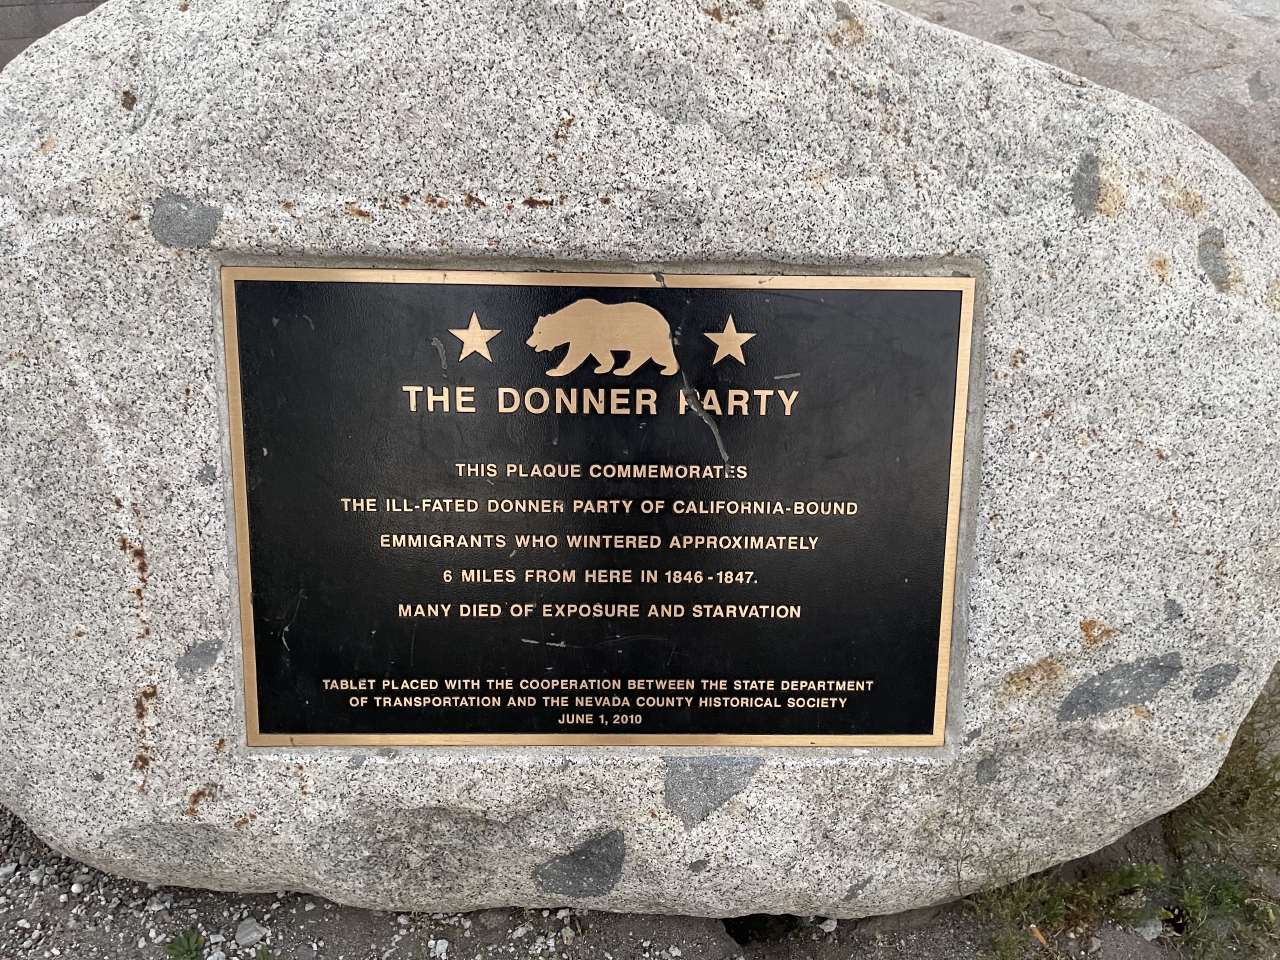 THE DONNER PARTY
THIS PLAQUE COMMEMORATES
THE ILL-FATED DONNER PARTY OF CALIFORNIA-BOUND
EMMIGRANTS WHO WINTERED APPROXIMATELY
6 MILES FROM HERE IN 1846-1847.
MANY DIED OF EXPOSURE AND STARVATION
TABLET PLACED WITH THE COOPERATION BETWEEN THE STATE DEPARTMENT
OF TRANSPORTATION AND THE NEVADA COUNTY HISTORICAL SOCIETY
JUNE 1, 2010